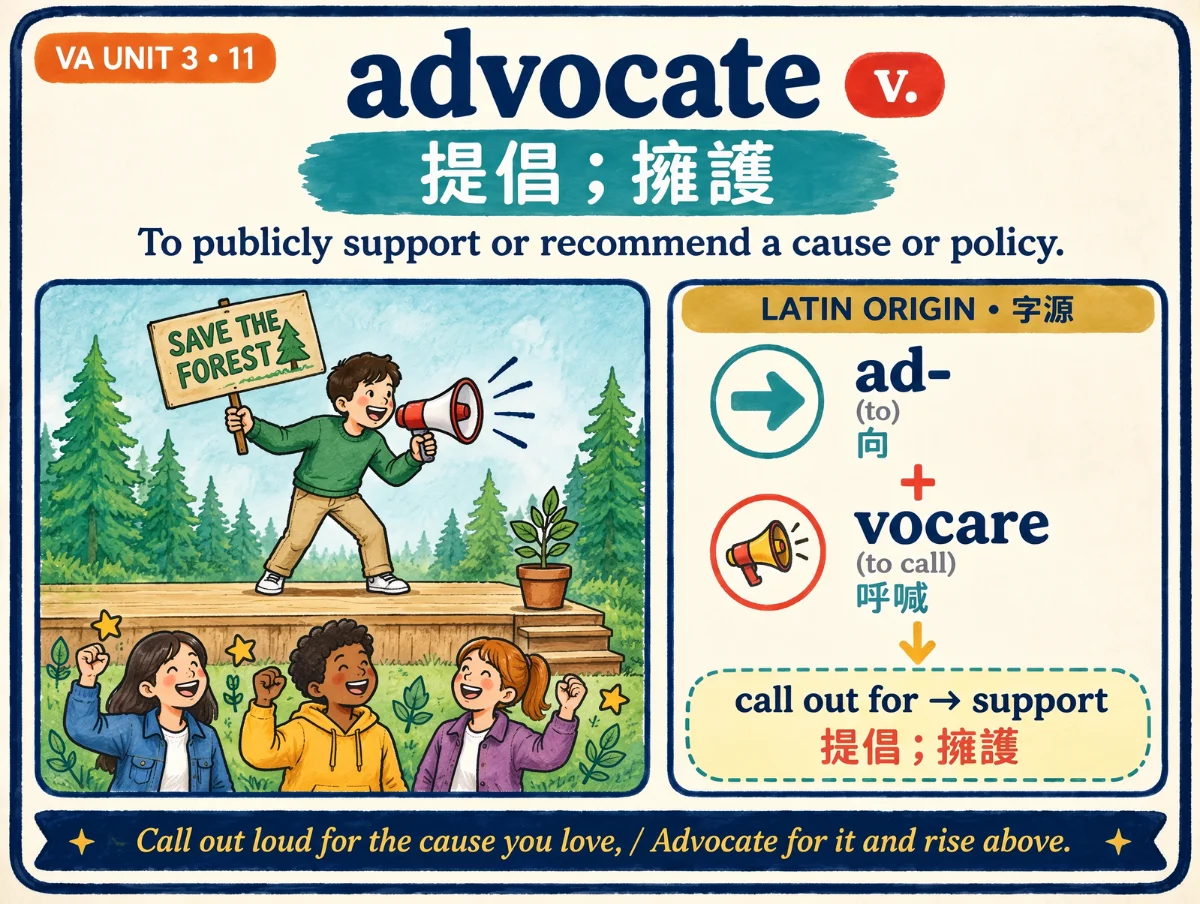 VA UNIT 3 • 11
advocate v.
提倡；擁護
To publicly support or recommend a cause or policy.
SAVE THE
FOREST
LATIN ORIGIN • 字源
ad-
(to)
向
+
vocare
(to call)
呼喊
call out for → support
提倡；擁護
Call out loud for the cause you love, / Advocate for it and rise above.